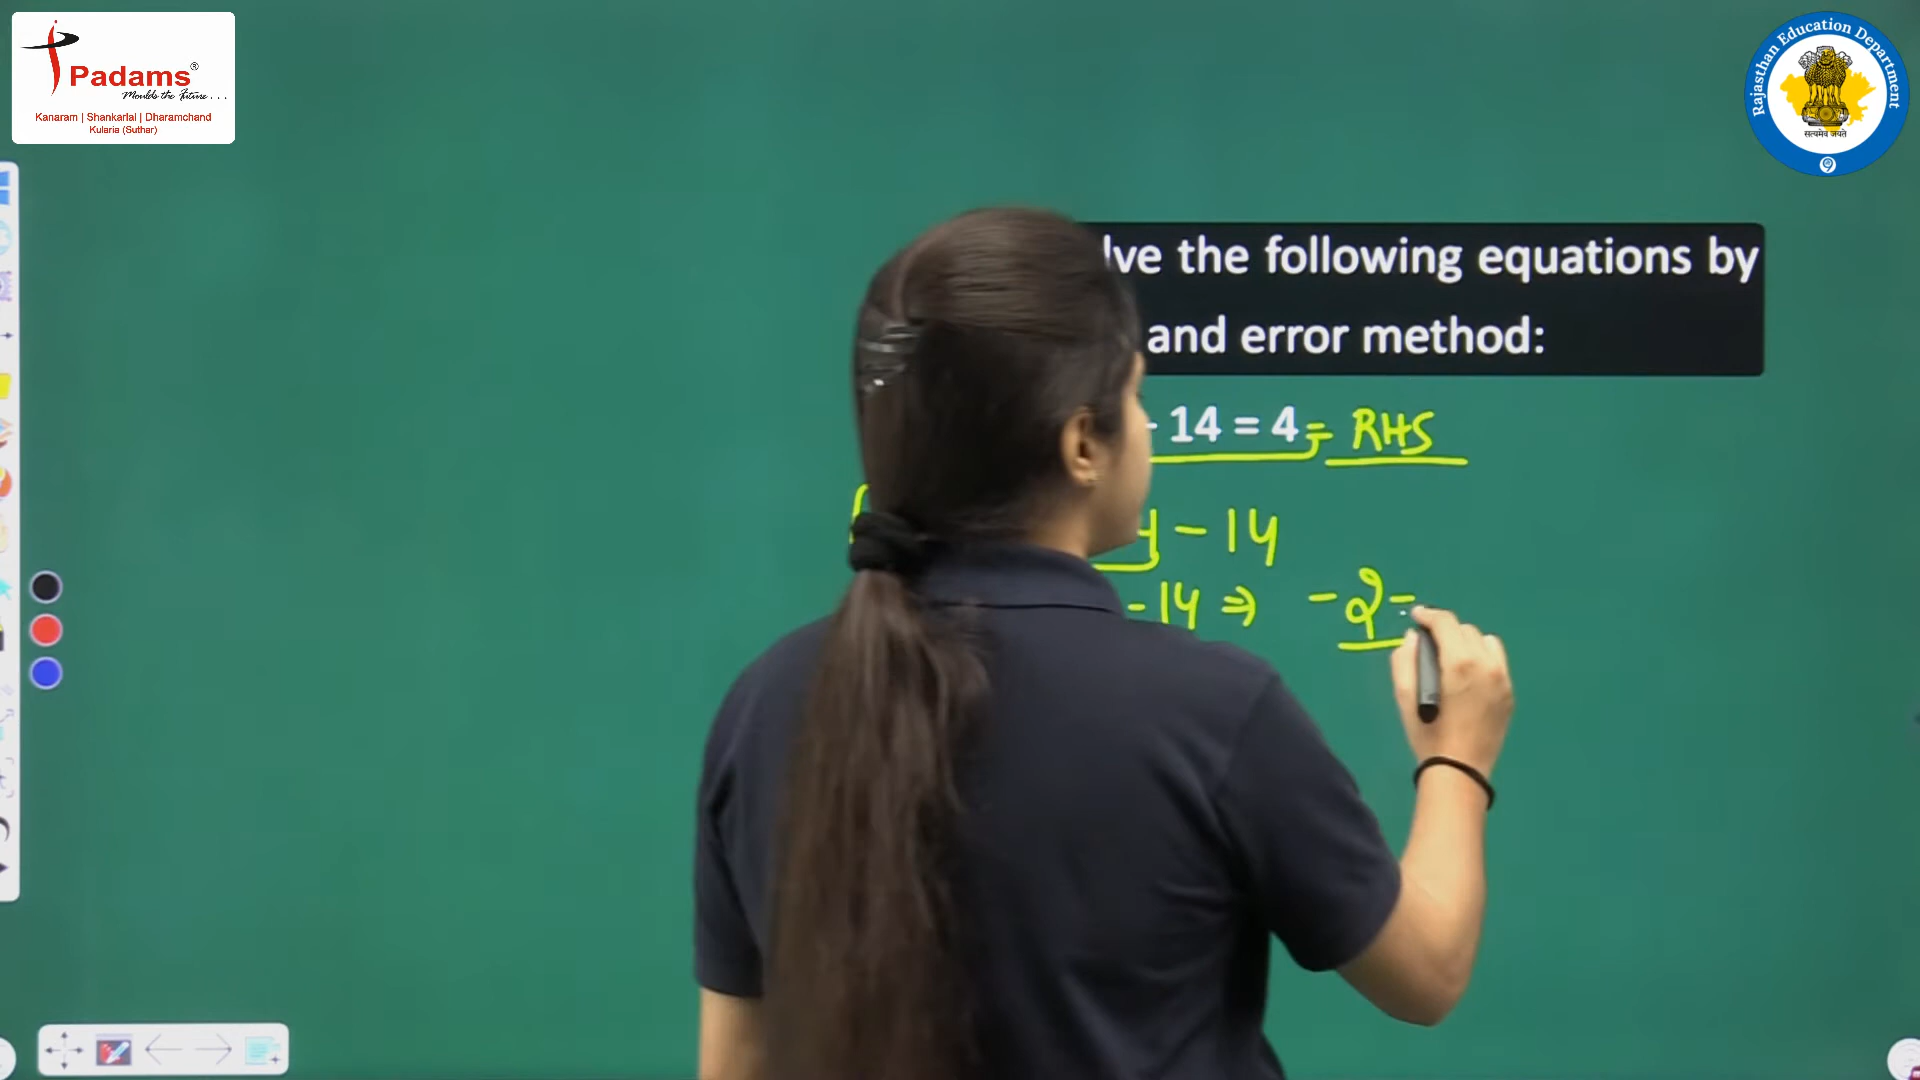 Padams®
Moulds the Future . . .
Kanaram | Shankarlal | Dharamchand
Kularia (Suthar)
Rajasthan Education Department
सत्यमेव जयते
the following equations by
and error method:
- 14 = 4 = RHS
- 14
- 14 ⇒ - 2 =